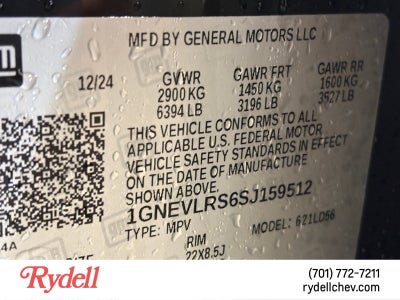 MFD BY GENERAL MOTORS LLC
gm
12/24 GVWR GAWR FRT GAWR RR
2900 KG 1450 KG 1600 KG
6394 LB 3196 LB 3527 LB
THIS VEHICLE CONFORMS TO ALL
APPLICABLE U.S. FEDERAL MOTOR
VEHICLE SAFETY STANDARDS IN EFFECT
ON THE DATE OF MANUFACTURE
SHOWN ABOVE.
1GNEVLRS6SJ159512
TYPE: MPV MODEL: 621LD56
RIM
22X8.5J
Rydell
(701) 772-7211
rydellchev.com